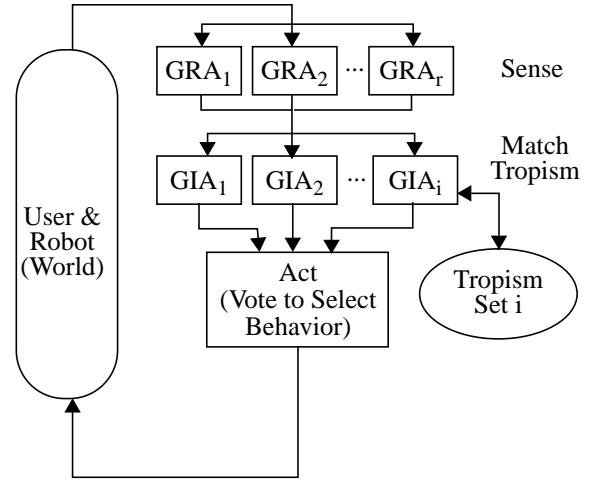 GRA1 GRA2 ... GRAr Sense
Match
Tropism
GIA1 GIA2 ... GIAi
User &
Robot
(World)
Act
(Vote to Select
Behavior)
Tropism
Set i